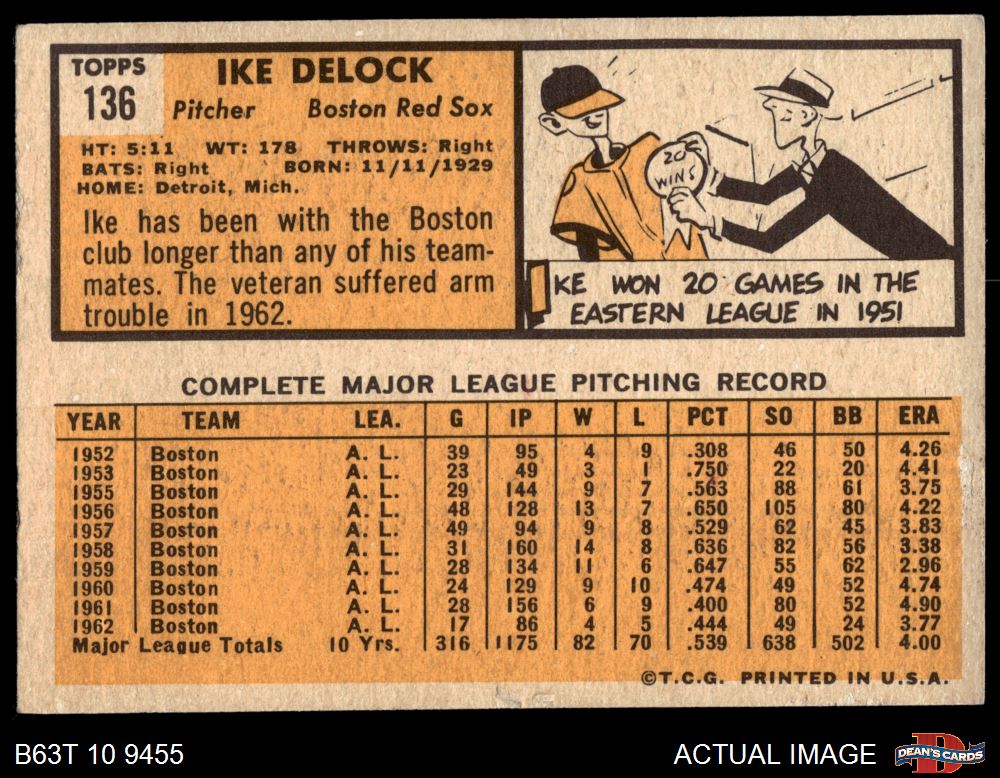 TOPPS
136
IKE DELOCK
Pitcher Boston Red Sox
HT: 5:11 WT: 178 THROWS: Right
BATS: Right BORN: 11/11/1929
HOME: Detroit, Mich.
Ike has been with the Boston
club longer than any of his team-
mates. The veteran suffered arm
trouble in 1962.
20
WINS
IKE WON 20 GAMES IN THE
EASTERN LEAGUE IN 1951
COMPLETE MAJOR LEAGUE PITCHING RECORD
YEAR TEAM LEA. G IP W L PCT SO BB ERA
1952 Boston A. L. 39 95 4 9 .308 46 50 4.26
1953 Boston A. L. 23 49 3 1 .750 22 20 4.41
1955 Boston A. L. 29 144 9 7 .563 88 61 3.75
1956 Boston A. L. 48 128 13 7 .650 105 80 4.22
1957 Boston A. L. 49 94 9 8 .529 62 45 3.83
1958 Boston A. L. 31 160 14 8 .636 82 56 3.38
1959 Boston A. L. 28 134 11 6 .647 55 62 2.96
1960 Boston A. L. 24 129 9 10 .474 49 52 4.74
1961 Boston A. L. 28 156 6 9 .400 80 52 4.90
1962 Boston A. L. 17 86 4 5 .444 49 24 3.77
Major League Totals 10 Yrs. 316 1175 82 70 .539 638 502 4.00
©T.C.G. PRINTED IN U.S.A.
B63T 10 9455
ACTUAL IMAGE
DEAN'S CARDS